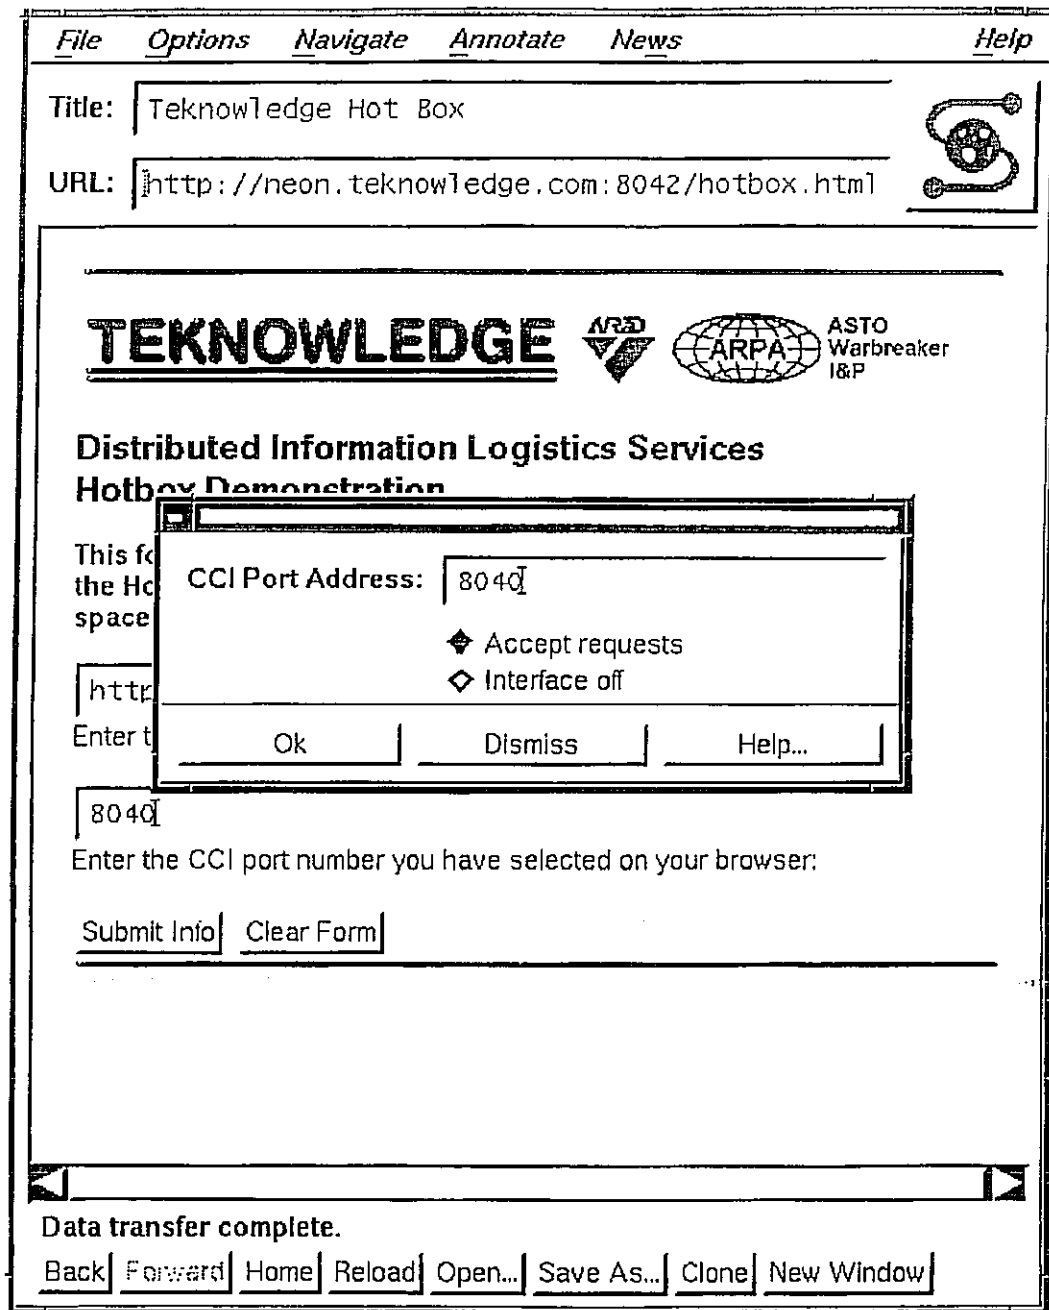 File Options Navigate Annotate News Help
Title: Teknowledge Hot Box
URL: http://neon.teknowledge.com:8042/hotbox.html
TEKNOWLEDGE ARPA ASTO
Warbreaker
I&P
Distributed Information Logistics Services
Hotbox Demonstration
This fo
the Ho
space
CCI Port Address: 8040
Accept requests
Interface off
http
Enter t
Ok Dismiss Help...
8040
Enter the CCI port number you have selected on your browser:
Submit Info Clear Form
Data transfer complete.
Back Forward Home Reload Open... Save As... Clone New Window